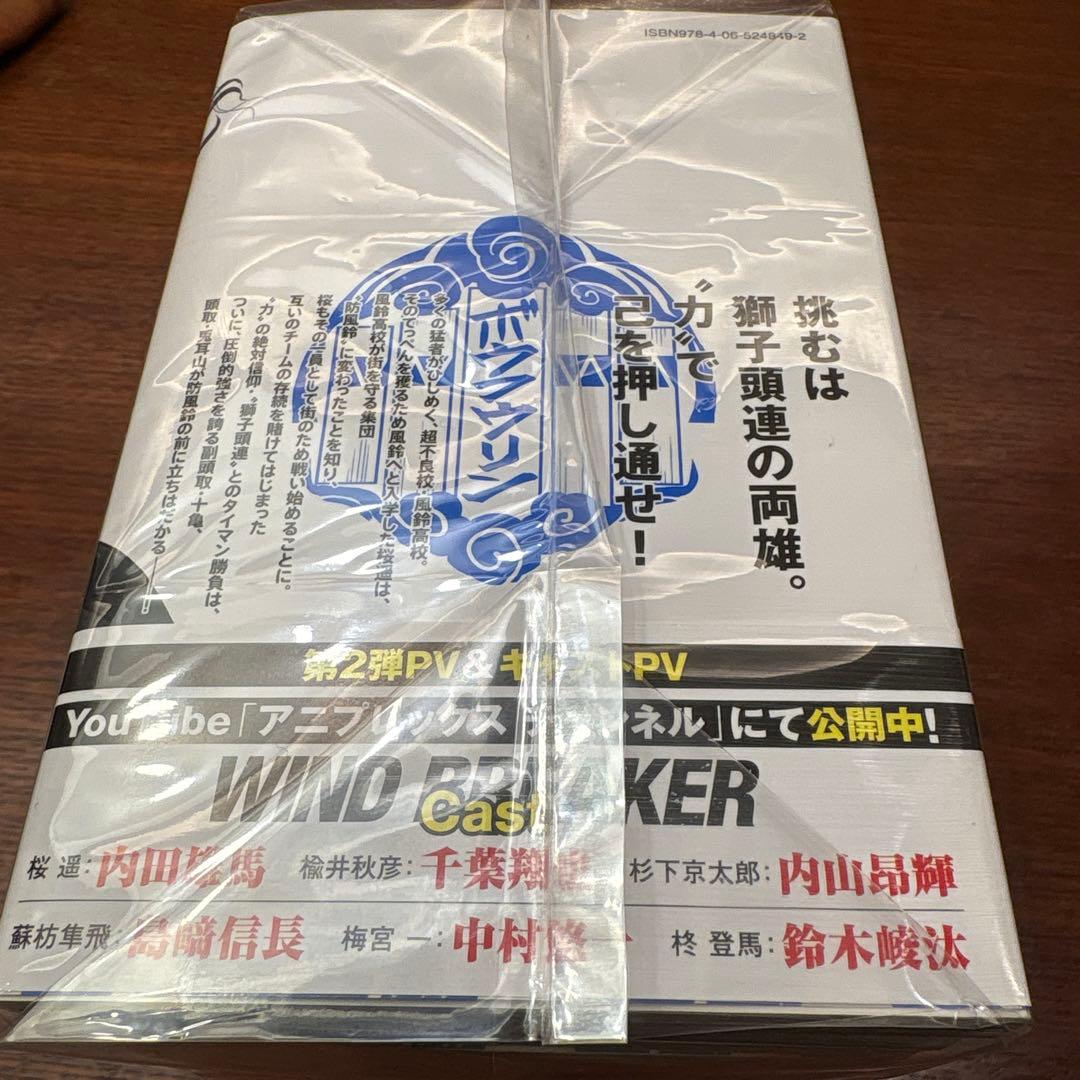 ISBN978-4-06-524949-2
挑むは
獅子頭連の両雄。
〝力〟で
己を押し通せ！
ボウフウリン
多くの猛者がひしめく、超不良校・風鈴高校。
そのてっぺんを獲るため風鈴へと入学した桜遥は、
風鈴高校が街を守る集団
〝防風鈴〟に変わったことを知り、
桜もその一員として街のため戦い始めることに。
互いのチームの存続を賭けてはじまった
〝力〟の絶対信仰・〝獅子頭連〟とのタイマン勝負は、
ついに、圧倒的強さを誇る副頭取・十亀、
頭取・兎耳山が防風鈴の前に立ちはだかる――！
第2弾PV&キャストPV
YouTube「アニプレックス チャンネル」にて公開中!
WIND BREAKER
Cast
桜 遥:内田雄馬 楡井秋彦:千葉翔 杉下京太郎:内山昂輝
蘇枋隼飛:島﨑信長 梅宮 一:中村悠一 柊 登馬:鈴木崚汰